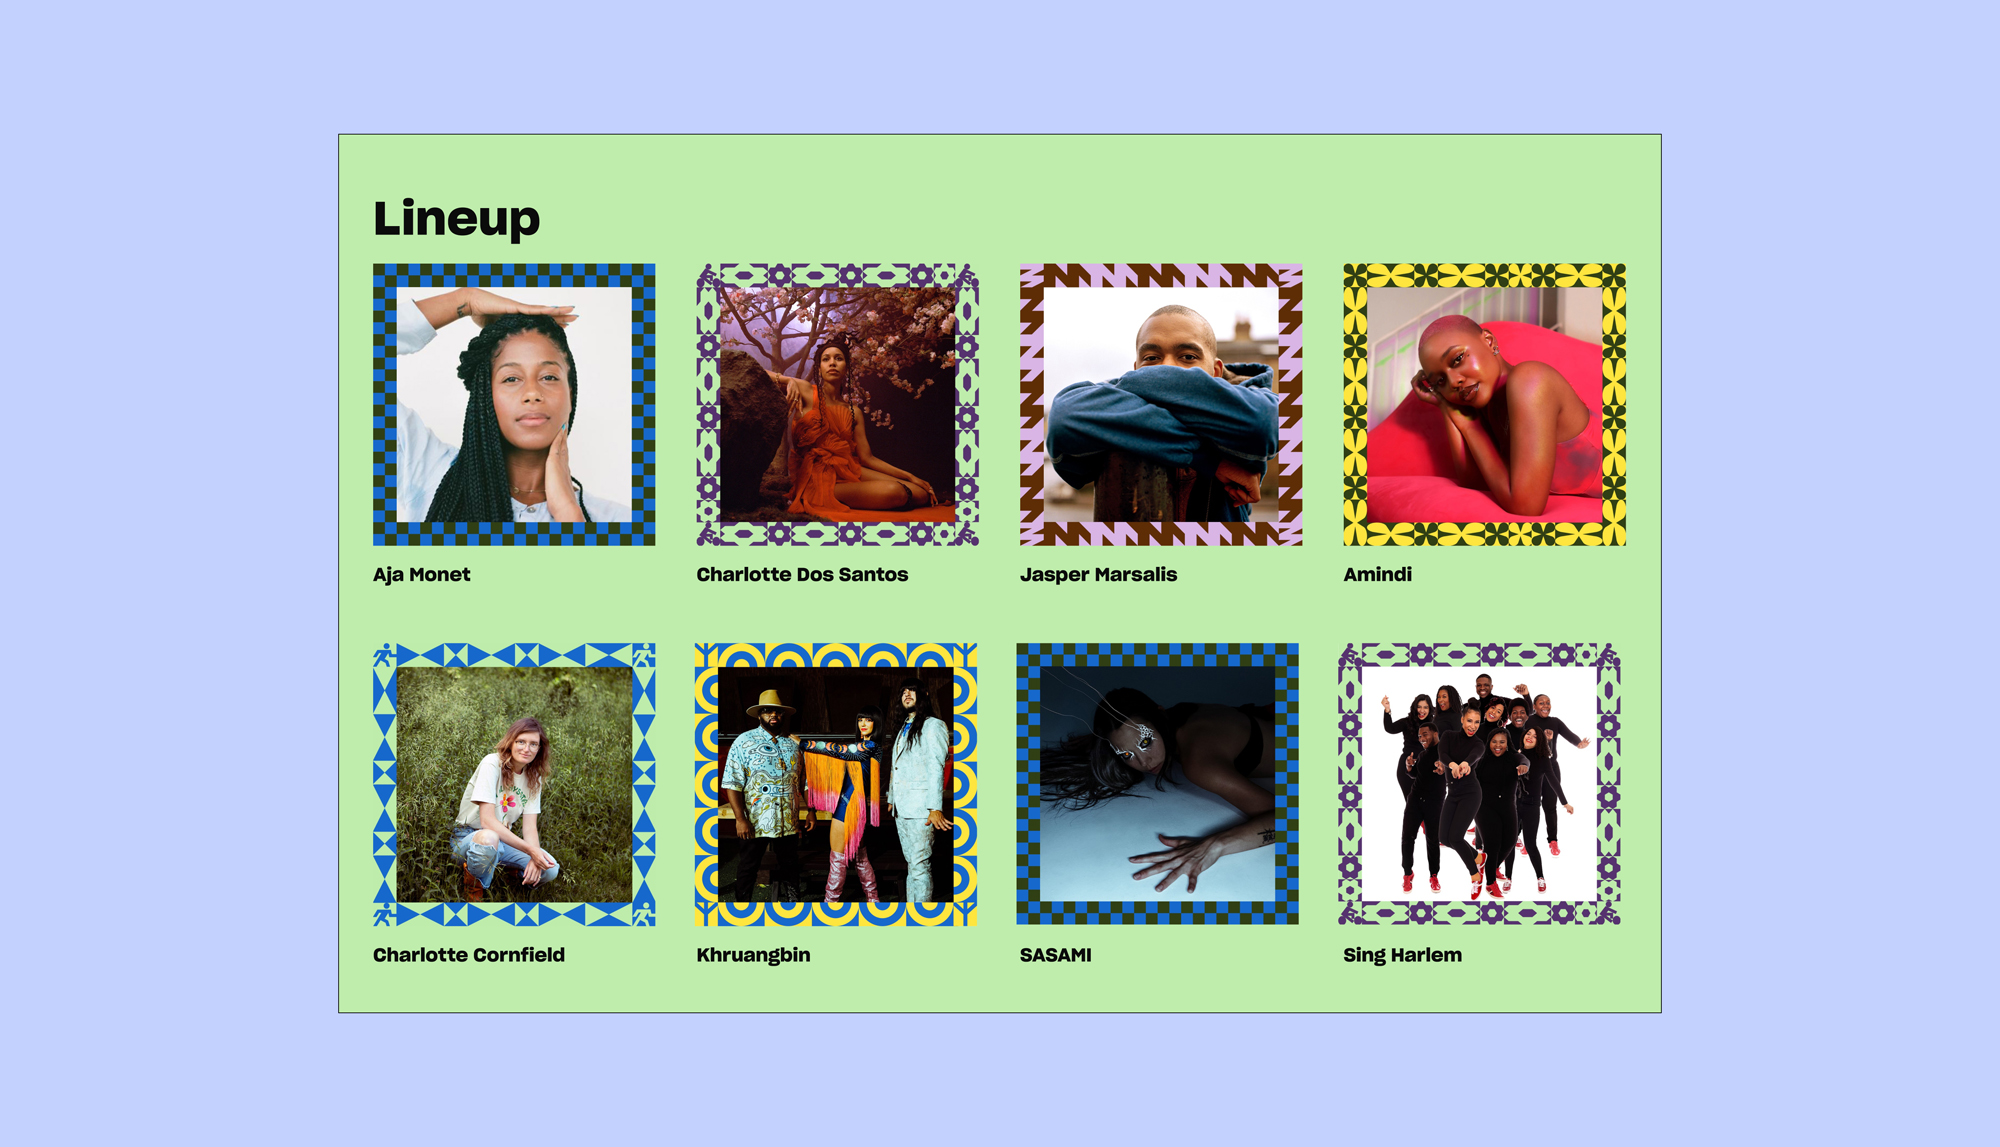 Lineup
Aja Monet
Charlotte Dos Santos
Jasper Marsalis
Amindi
Charlotte Cornfield
Khruangbin
SASAMI
Sing Harlem